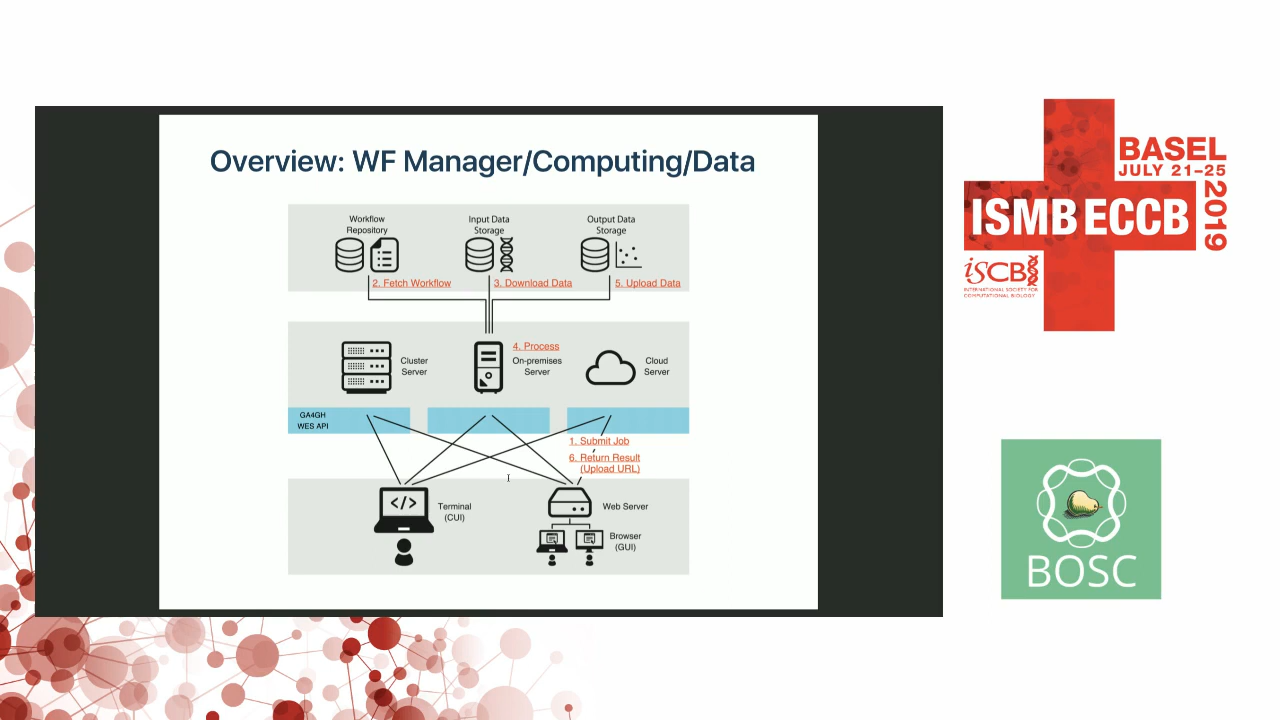 Overview: WF Manager/Computing/Data
Workflow
Repository
Input Data
Storage
Output Data
Storage
2. Fetch Workflow
3. Download Data
5. Upload Data
4. Process
Cluster
Server
On-premises
Server
Cloud
Server
GA4GH
WES API
1. Submit Job
6. Return Result
(Upload URL)
</>
Terminal
(CUI)
Web Server
Browser
(GUI)
BASEL
JULY 21–25
2019
ISMB ECCB
iSCB
INTERNATIONAL SOCIETY FOR
COMPUTATIONAL BIOLOGY
BOSC